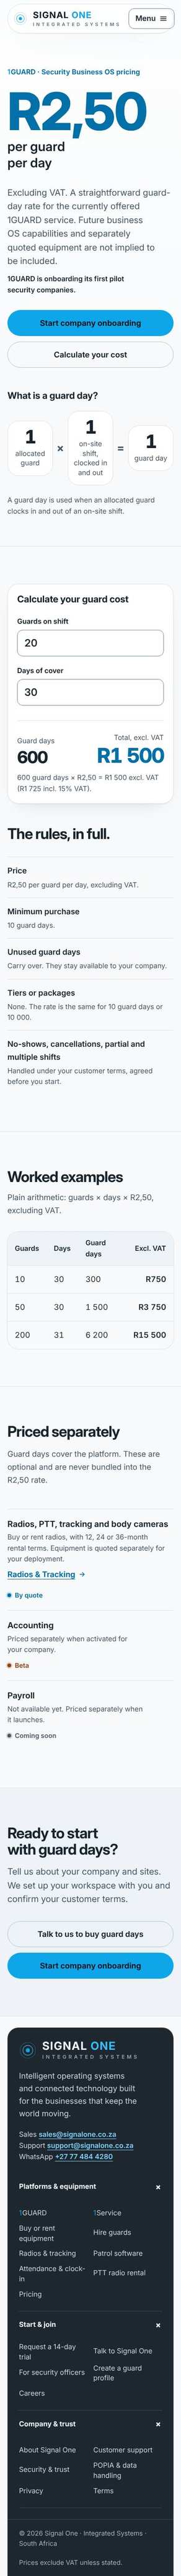 SIGNAL ONE
INTEGRATED SYSTEMS
Menu
1GUARD · Security Business OS pricing
R2,50
per guard
per day
Excluding VAT. A straightforward guard-
day rate for the currently offered
1GUARD service. Future business
OS capabilities and separately
quoted equipment are not implied to
be included.
1GUARD is onboarding its first pilot
security companies.
Start company onboarding
Calculate your cost
What is a guard day?
1
allocated
guard
×
1
on-site
shift,
clocked in
and out
=
1
guard day
A guard day is used when an allocated guard
clocks in and out of an on-site shift.
Calculate your guard cost
Guards on shift
20
Days of cover
30
Guard days
600
Total, excl. VAT
R1 500
600 guard days × R2,50 = R1 500 excl. VAT
(R1 725 incl. 15% VAT).
The rules, in full.
Price
R2,50 per guard per day, excluding VAT.
Minimum purchase
10 guard days.
Unused guard days
Carry over. They stay available to your company.
Tiers or packages
None. The rate is the same for 10 guard days or
10 000.
No-shows, cancellations, partial and
multiple shifts
Handled under your customer terms, agreed
before you start.
Worked examples
Plain arithmetic: guards × days × R2,50,
excluding VAT.
Guards Days Guard days Excl. VAT
10 30 300 R750
50 30 1 500 R3 750
200 31 6 200 R15 500
Priced separately
Guard days cover the platform. These are
optional and are never bundled into the
R2,50 rate.
Radios, PTT, tracking and body cameras
Buy or rent radios, with 12, 24 or 36-month
rental terms. Equipment is quoted separately for
your deployment.
Radios & Tracking →
By quote
Accounting
Priced separately when activated for
your company.
Beta
Payroll
Not available yet. Priced separately when
it launches.
Coming soon
Ready to start
with guard days?
Tell us about your company and sites.
We set up your workspace with you and
confirm your customer terms.
Talk to us to buy guard days
Start company onboarding
SIGNAL ONE
INTEGRATED SYSTEMS
Intelligent operating systems
and connected technology built
for the businesses that keep the
world moving.
Sales sales@signalone.co.za
Support support@signalone.co.za
WhatsApp +27 77 484 4280
Platforms & equipment
1GUARD
1Service
Buy or rent
equipment
Hire guards
Radios & tracking
Patrol software
Attendance & clock-
in
PTT radio rental
Pricing
Start & join
Request a 14-day
trial
Talk to Signal One
For security officers
Create a guard
profile
Careers
Company & trust
About Signal One
Customer support
Security & trust
POPIA & data
handling
Privacy
Terms
© 2026 Signal One · Integrated Systems ·
South Africa
Prices exclude VAT unless stated.